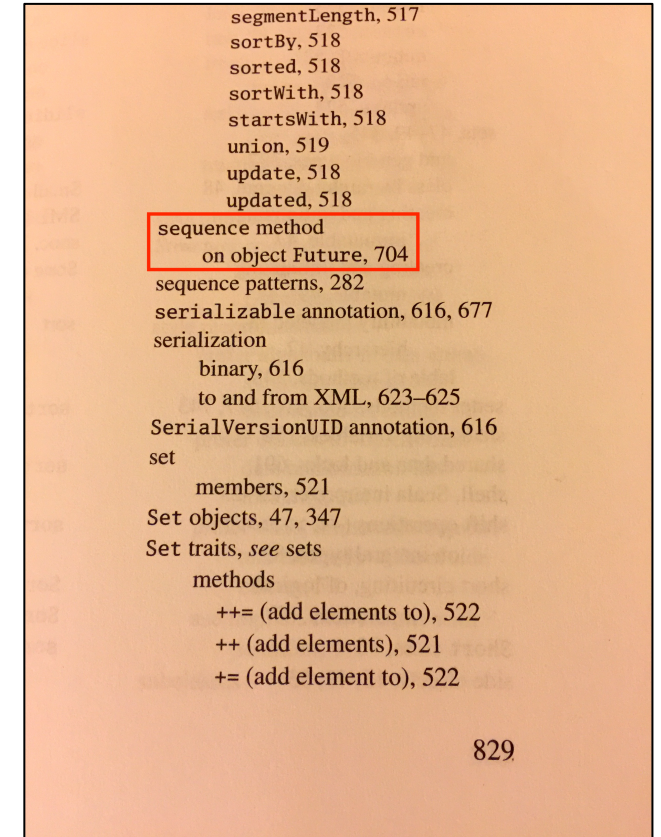 segmentLength, 517
sortBy, 518
sorted, 518
sortWith, 518
startsWith, 518
union, 519
update, 518
updated, 518
sequence method
on object Future, 704
sequence patterns, 282
serializable annotation, 616, 677
serialization
binary, 616
to and from XML, 623–625
SerialVersionUID annotation, 616
set
members, 521
Set objects, 47, 347
Set traits, see sets
methods
++= (add elements to), 522
++ (add elements), 521
+= (add element to), 522
829